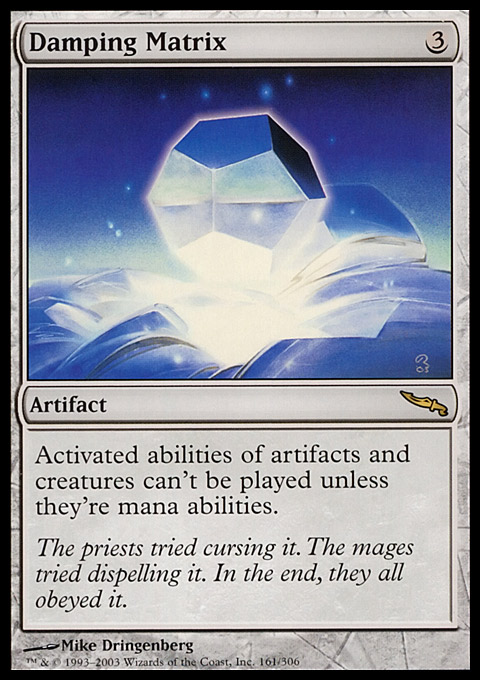 Damping Matrix 3
Artifact
Activated abilities of artifacts and
creatures can't be played unless
they're mana abilities.
The priests tried cursing it. The mages
tried dispelling it. In the end, they all
obeyed it.
Mike Dringenberg
™ & © 1993–2003 Wizards of the Coast, Inc. 161/306